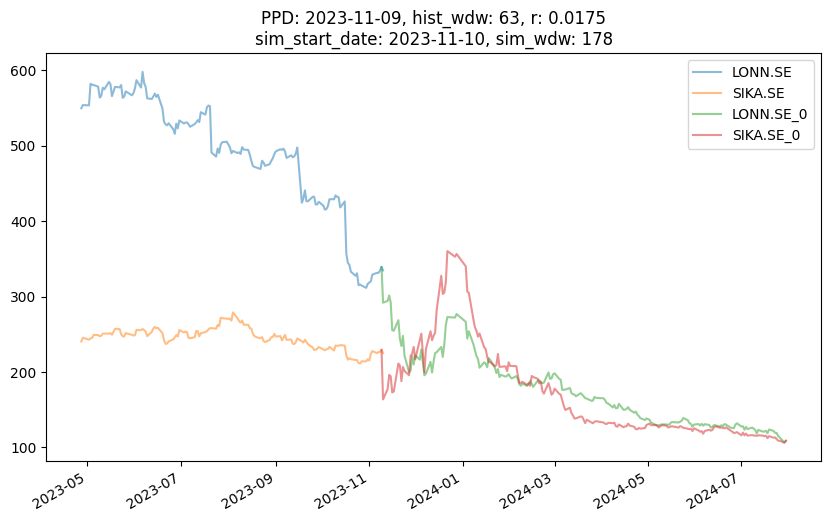 PPD: 2023-11-09, hist_wdw: 63, r: 0.0175
sim_start_date: 2023-11-10, sim_wdw: 178
600
500
400
300
200
100
LONN.SE
SIKA.SE
LONN.SE_0
SIKA.SE_0
2023-05
2023-07
2023-09
2023-11
2024-01
2024-03
2024-05
2024-07